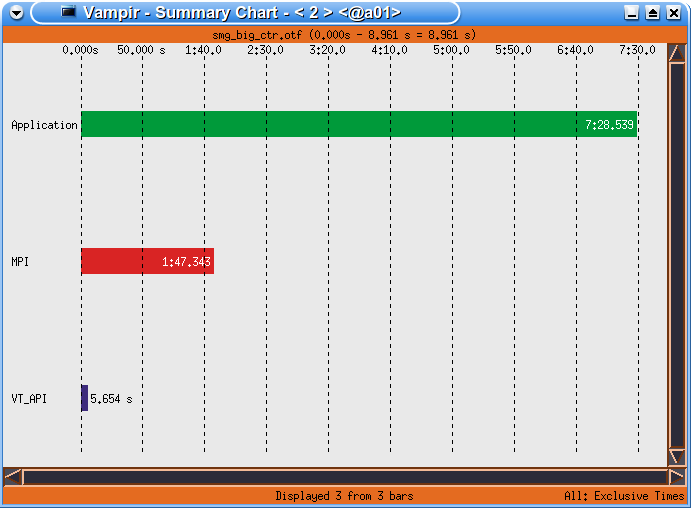 Vampir - Summary Chart - < 2 > <@a01>
smg_big_ctr.otf (0.000s - 8.961 s = 8.961 s)
0.000s 50.000 s 1:40.0 2:30.0 3:20.0 4:10.0 5:00.0 5:50.0 6:40.0 7:30.0
Application 7:28.539
MPI 1:47.343
VT_API 5.654 s
Displayed 3 from 3 bars All: Exclusive Times